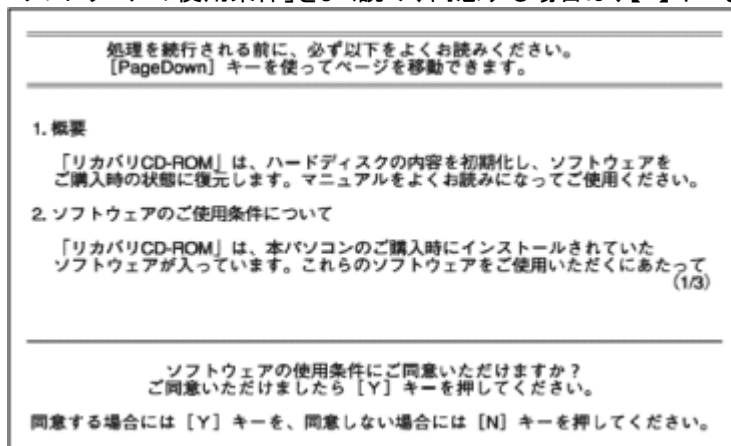 処理を続行される前に、必ず以下をよくお読みください。
[PageDown] キーを使ってページを移動できます。
1. 概要
「リカバリCD-ROM」は、ハードディスクの内容を初期化し、ソフトウェアを
ご購入時の状態に復元します。マニュアルをよくお読みになってご使用ください。
2. ソフトウェアのご使用条件について
「リカバリCD-ROM」は、本パソコンのご購入時にインストールされていた
ソフトウェアが入っています。これらのソフトウェアをご使用いただくにあたって
(1/3)
ソフトウェアの使用条件にご同意いただけますか？
ご同意いただけましたら [Y] キーを押してください。
同意する場合には [Y] キーを、同意しない場合には [N] キーを押してください。